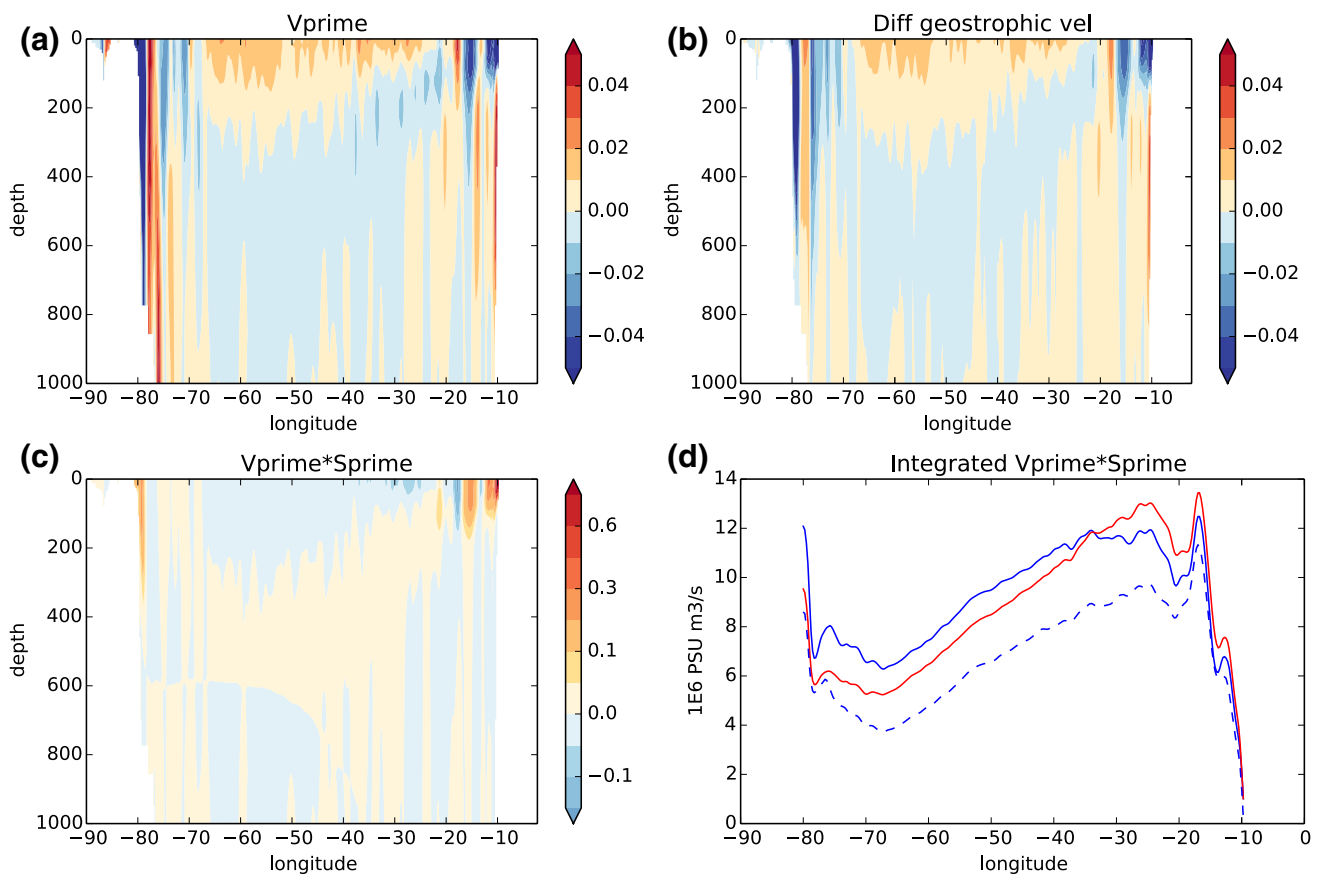 (a)
Vprime
0
200
400
600
800
1000
depth
−90 −80 −70 −60 −50 −40 −30 −20 −10
longitude
0.04
0.02
0.00
−0.02
−0.04
(b)
Diff geostrophic vel
0
200
400
600
800
1000
depth
−90 −80 −70 −60 −50 −40 −30 −20 −10
longitude
0.04
0.02
0.00
−0.02
−0.04
(c)
Vprime*Sprime
0
200
400
600
800
1000
depth
−90 −80 −70 −60 −50 −40 −30 −20 −10
longitude
0.6
0.3
0.1
0.0
−0.1
(d)
Integrated Vprime*Sprime
14
12
10
8
6
4
2
0
1E6 PSU m3/s
−90 −80 −70 −60 −50 −40 −30 −20 −10 0
longitude